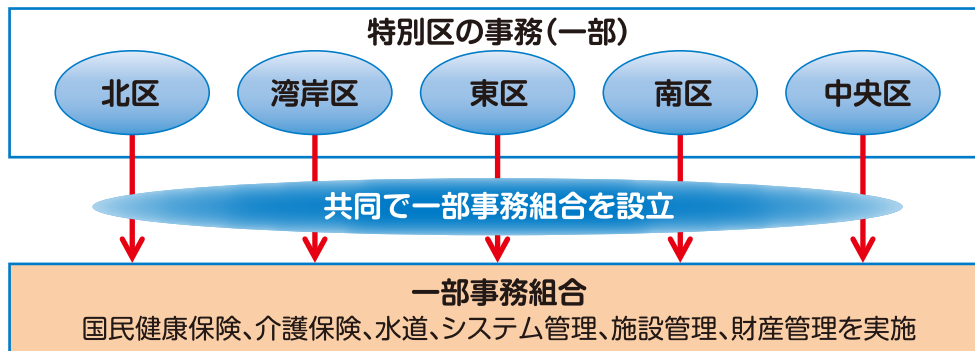 特別区の事務(一部)
北区
湾岸区
東区
南区
中央区
共同で一部事務組合を設立
一部事務組合
国民健康保険、介護保険、水道、システム管理、施設管理、財産管理を実施